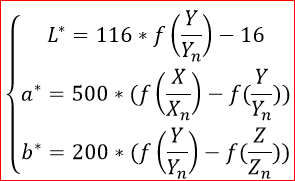 L* = 116 * f(Y/Yn) − 16
a* = 500 * (f(X/Xn) − f(Y/Yn))
b* = 200 * (f(Y/Yn) − f(Z/Zn))